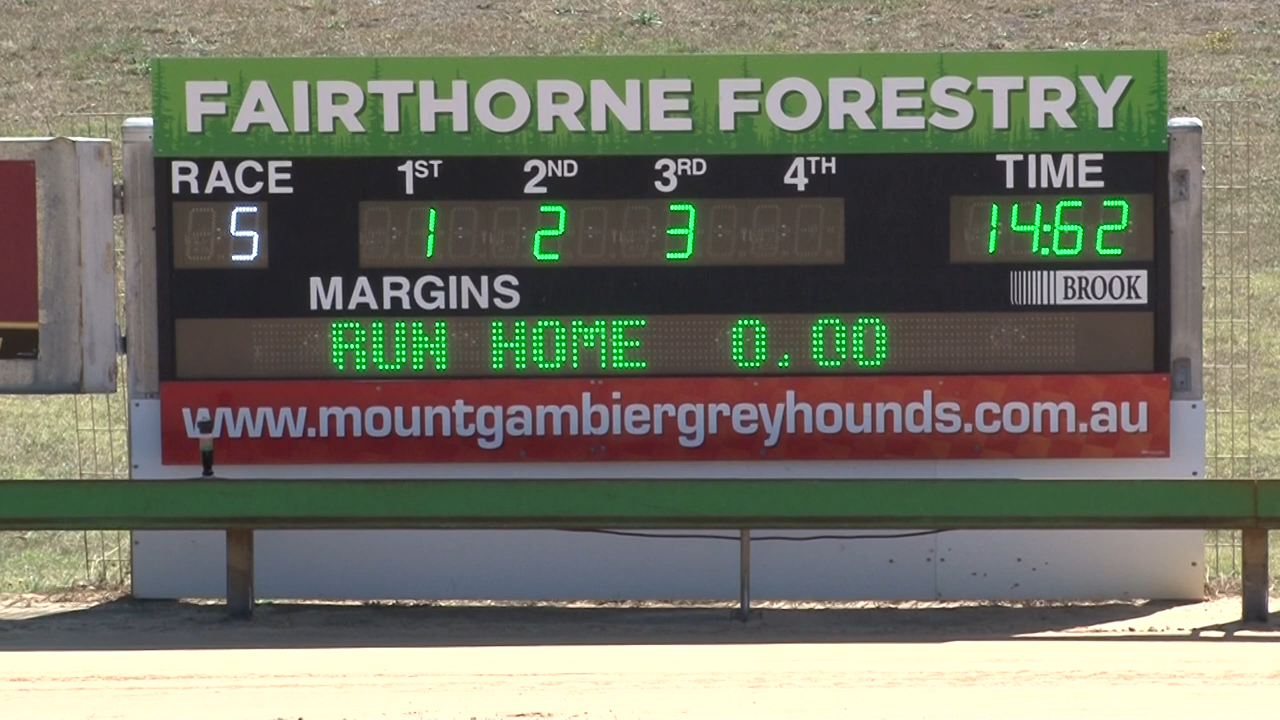 FAIRTHORNE FORESTRY
RACE 1ST 2ND 3RD 4TH TIME
5 1 2 3 14:62
MARGINS
BROOK
RUN HOME 0.00
www.mountgambiergreyhounds.com.au